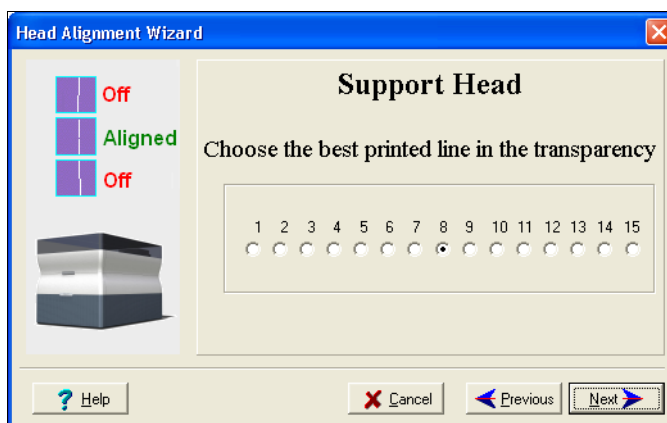 Head Alignment Wizard
Off
Aligned
Off
Support Head
Choose the best printed line in the transparency
1 2 3 4 5 6 7 8 9 10 11 12 13 14 15
? Help
Cancel
Previous
Next